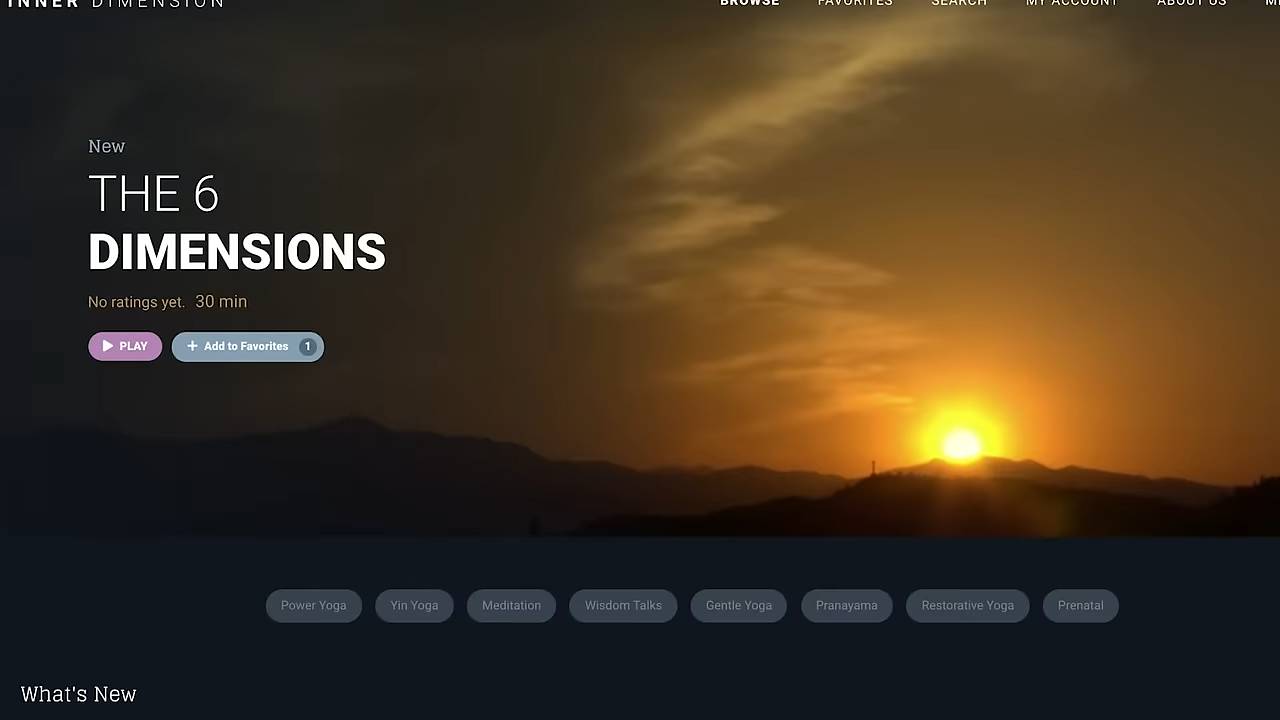 INNER DIMENSION
BROWSE FAVORITES SEARCH MY ACCOUNT ABOUT US
New
THE 6
DIMENSIONS
No ratings yet. 30 min
PLAY + Add to Favorites 1
Power Yoga Yin Yoga Meditation Wisdom Talks Gentle Yoga Pranayama Restorative Yoga Prenatal
What's New